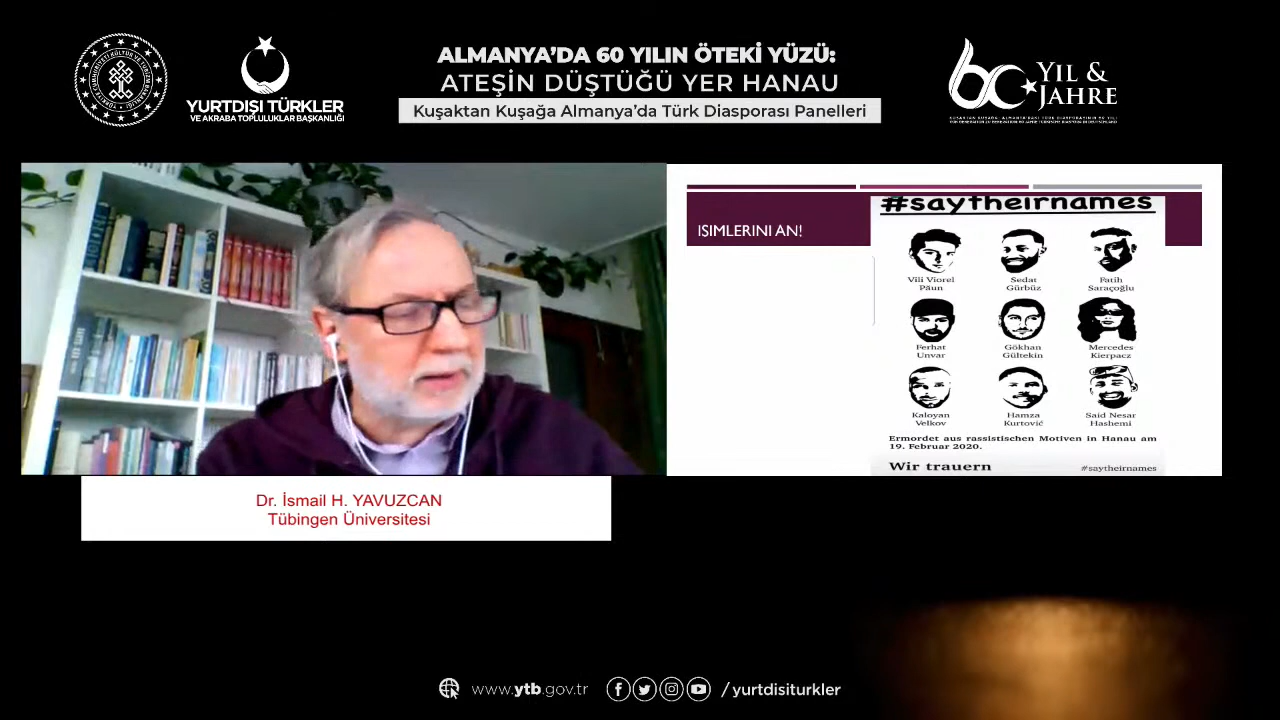 ALMANYA'DA 60 YILIN ÖTEKİ YÜZÜ:
ATEŞİN DÜŞTÜĞÜ YER HANAU
Kuşaktan Kuşağa Almanya'da Türk Diasporası Panelleri
YURTDIŞI TÜRKLER
VE AKRABA TOPLULUKLAR BAŞKANLIĞI
60 YIL &
JAHRE
#saytheirnames
ISIMLERINI AN!
Vili Viorel
Păun
Sedat
Gürbüz
Fatih
Saraçoğlu
Ferhat
Unvar
Gökhan
Gültekin
Mercedes
Kierpacz
Kaloyan
Velkov
Hamza
Kurtović
Said Nesar
Hashemi
Ermordet aus rassistischen Motiven in Hanau am
19. Februar 2020.
Wir trauern
#saytheirnames
Dr. İsmail H. YAVUZCAN
Tübingen Üniversitesi
www.ytb.gov.tr
/yurtdisiturkler